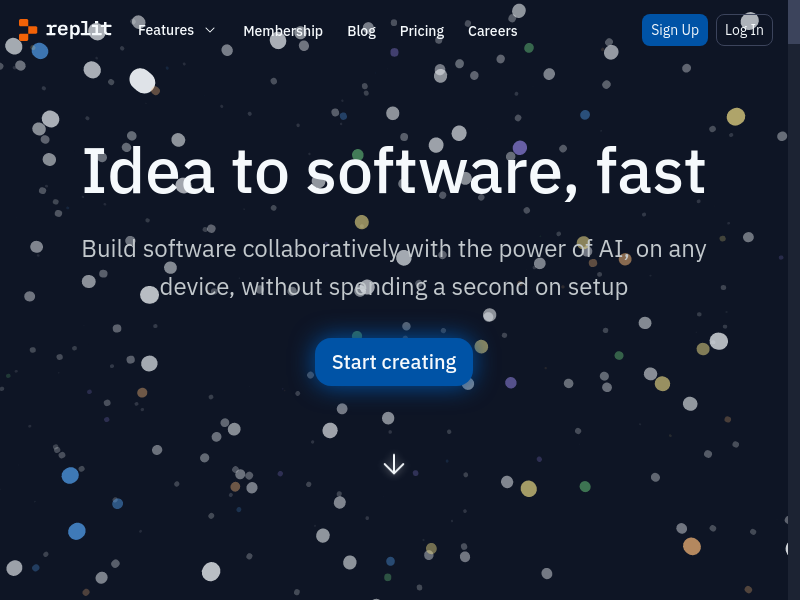 replit
Features
Membership
Blog
Pricing
Careers
Sign Up
Log In
Idea to software, fast
Build software collaboratively with the power of AI, on any
device, without spending a second on setup
Start creating